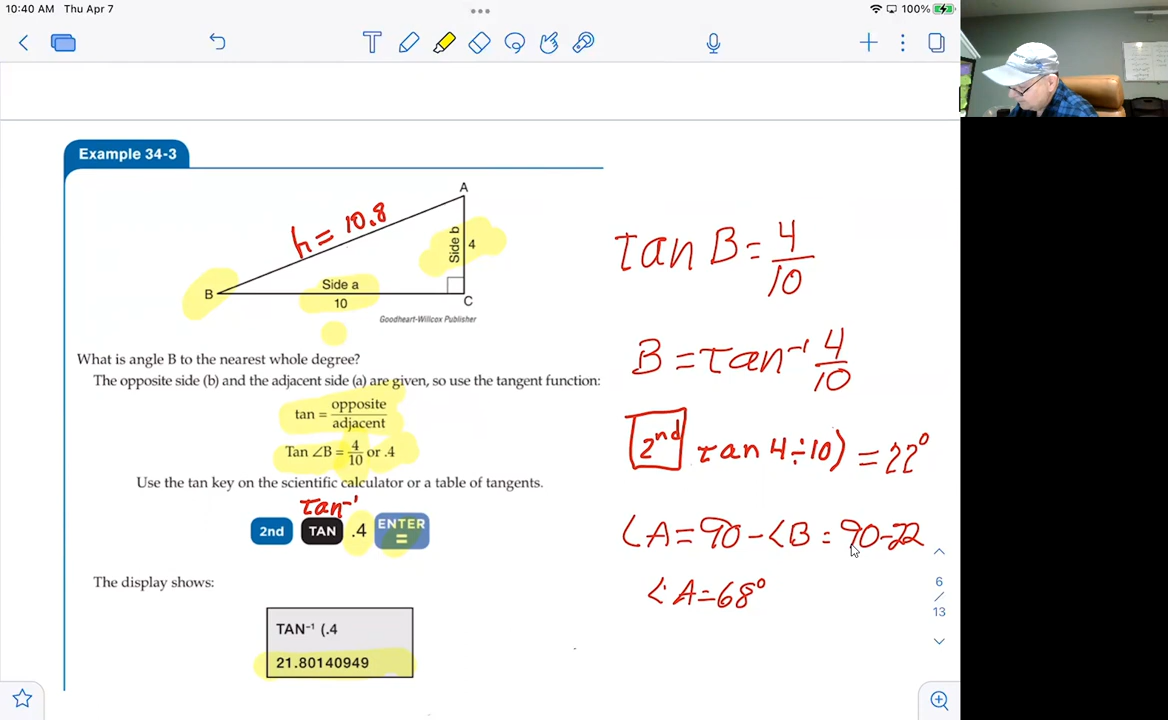 10:40 AM Thu Apr 7
100%
T
Example 34-3
A
h = 10.8
Side b
4
B
Side a
10
C
Goodheart-Willcox Publisher
What is angle B to the nearest whole degree?
The opposite side (b) and the adjacent side (a) are given, so use the tangent function:
tan = opposite
adjacent
Tan ∠B = 4/10 or .4
Use the tan key on the scientific calculator or a table of tangents.
tan⁻¹
2nd TAN .4 ENTER =
The display shows:
TAN⁻¹ (.4
21.80140949
tan B = 4/10
B = tan⁻¹ 4/10
2nd tan 4÷10) = 22°
∠A = 90 - ∠B = 90-22
∠A = 68°
6
/
13